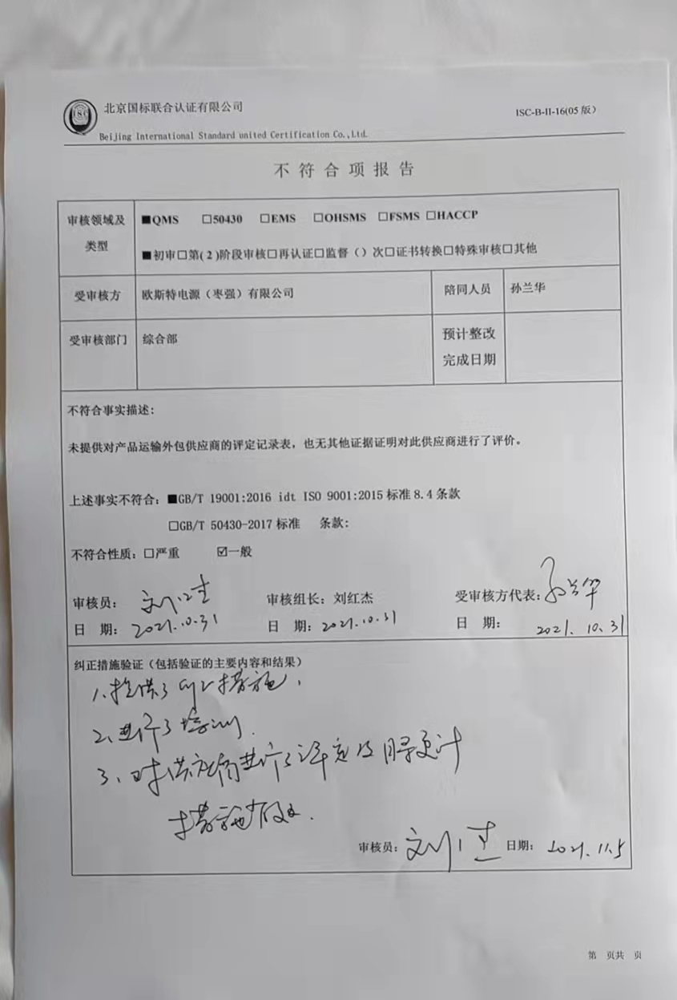 北京国标联合认证有限公司
ISC-B-II-16(05 版)
ISC
Beijing International Standard united Certification Co.,Ltd.
不符合项报告
审核领域及类型
■QMS □50430 □EMS □OHSMS □FSMS □HACCP
■初审□第(2)阶段审核□再认证□监督()次□证书转换□特殊审核□其他
受审核方 欧斯特电源（枣强）有限公司 陪同人员 孙兰华
受审核部门 综合部 预计整改
完成日期
不符合事实描述:
未提供对产品运输外包供应商的评定记录表，也无其他证据证明对此供应商进行了评价。
上述事实不符合: ■GB/T 19001:2016 idt ISO 9001:2015 标准 8.4 条款
□GB/T 50430-2017 标准 条款:
不符合性质: □严重 ☑一般
审核员: 审核组长: 刘红杰 受审核方代表: 孙兰华
日 期: 2021.10.31 日 期: 2021.10.31 日 期: 2021.10.31
纠正措施验证（包括验证的主要内容和结果）
1.提供了纠正措施.
2.进行了培训.
3、对供应商进行了评定
措施有效.
审核员: 日期: 2021.11.5
第 页共 页